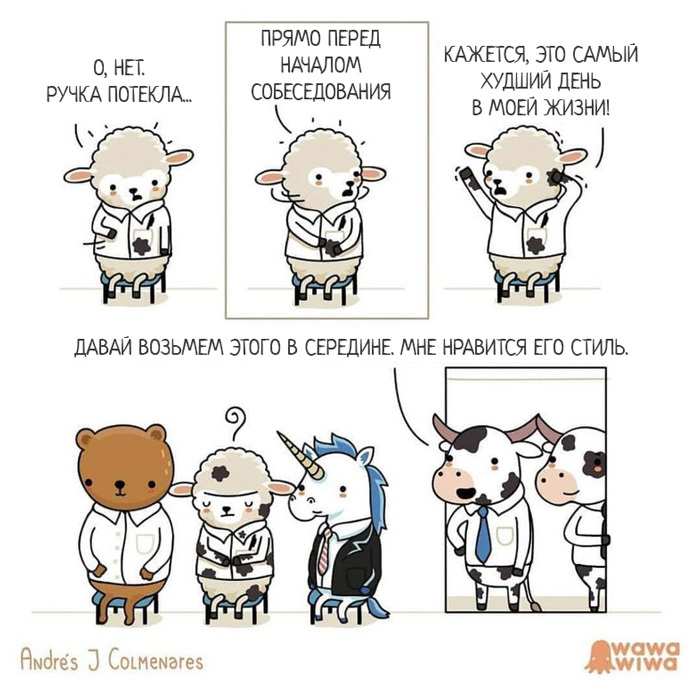 О, НЕТ.
РУЧКА ПОТЕКЛА...
ПРЯМО ПЕРЕД
НАЧАЛОМ
СОБЕСЕДОВАНИЯ
КАЖЕТСЯ, ЭТО САМЫЙ
ХУДШИЙ ДЕНЬ
В МОЕЙ ЖИЗНИ!
ДАВАЙ ВОЗЬМЕМ ЭТОГО В СЕРЕДИНЕ. МНЕ НРАВИТСЯ ЕГО СТИЛЬ.
Andrés J Colmenares
wawa
wiwa